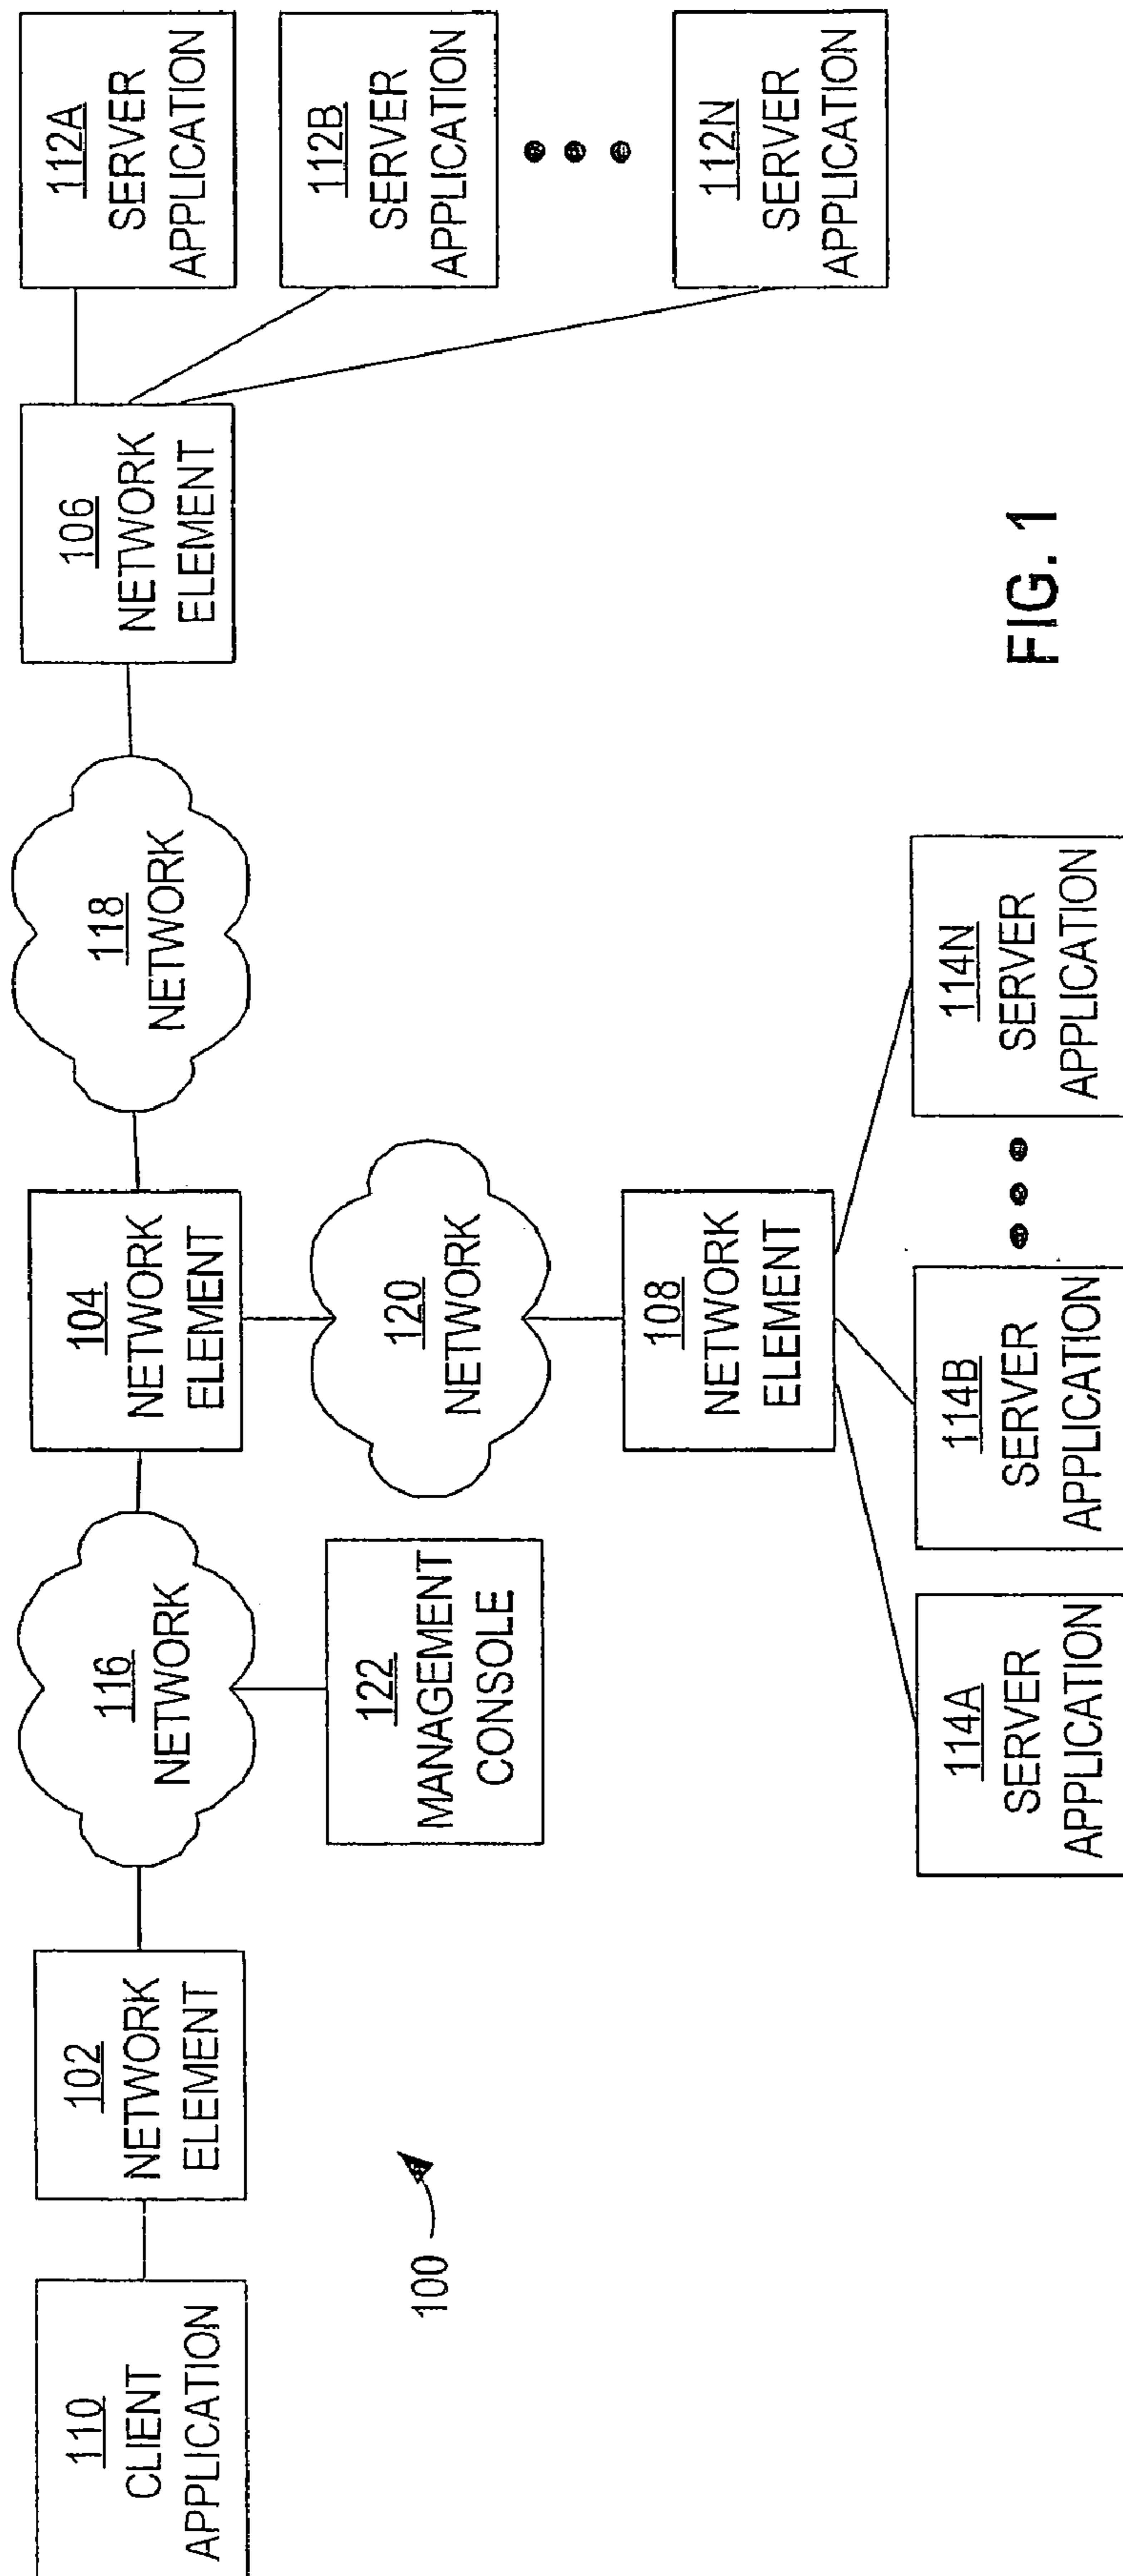 110
CLIENT
APPLICATION
102
NETWORK
ELEMENT
116
NETWORK
104
NETWORK
ELEMENT
118
NETWORK
106
NETWORK
ELEMENT
112A
SERVER
APPLICATION
112B
SERVER
APPLICATION
112N
SERVER
APPLICATION
122
MANAGEMENT
CONSOLE
120
NETWORK
108
NETWORK
ELEMENT
100
114A
SERVER
APPLICATION
114B
SERVER
APPLICATION
114N
SERVER
APPLICATION
FIG. 1